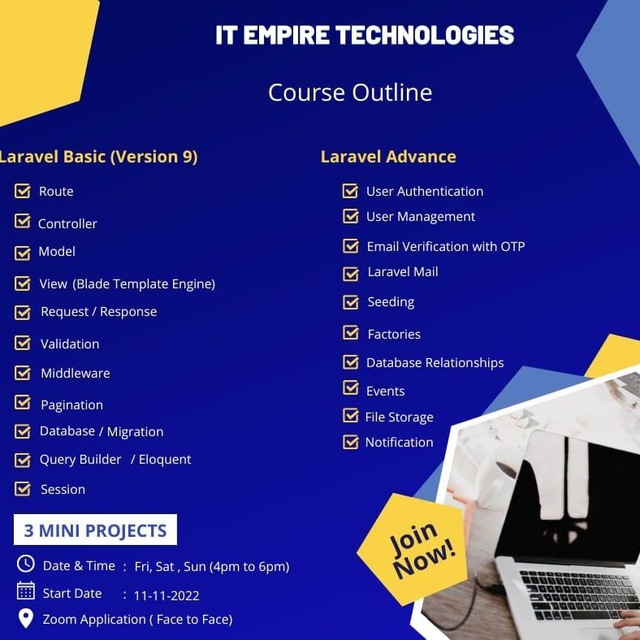 IT EMPIRE TECHNOLOGIES
Course Outline
Laravel Basic (Version 9)
Route
Controller
Model
View (Blade Template Engine)
Request / Response
Validation
Middleware
Pagination
Database / Migration
Query Builder / Eloquent
Session
Laravel Advance
User Authentication
User Management
Email Verification with OTP
Laravel Mail
Seeding
Factories
Database Relationships
Events
File Storage
Notification
3 MINI PROJECTS
Date & Time : Fri, Sat , Sun (4pm to 6pm)
Start Date : 11-11-2022
Zoom Application ( Face to Face)
Join
Now!